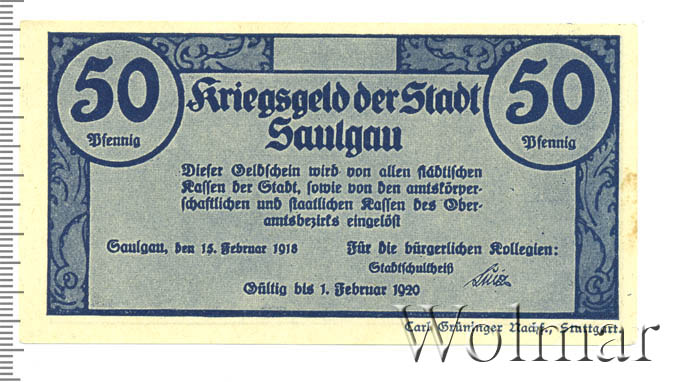 50
Pfennig
50
Pfennig
Kriegsgeld der Stadt
Saulgau
Dieser Geldschein wird von allen städtischen
Kassen der Stadt, sowie von den amtskörper-
schaftlichen und staatlichen Kassen des Ober-
amtsbezirks eingelöst
Saulgau, den 15. Februar 1918
Für die bürgerlichen Kollegien:
Stadtschultheiß
Gültig bis 1. Februar 1920
Carl Grüninger Nachf., Stuttgart.
Wolmar